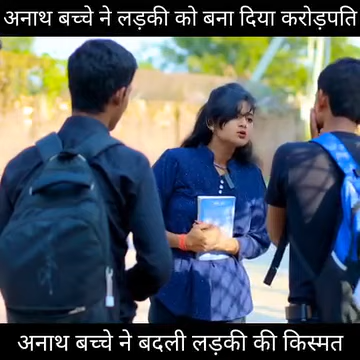 अनाथ बच्चे ने लड़की को बना दिया करोड़पति
अनाथ बच्चे ने बदली लड़की की किस्मत